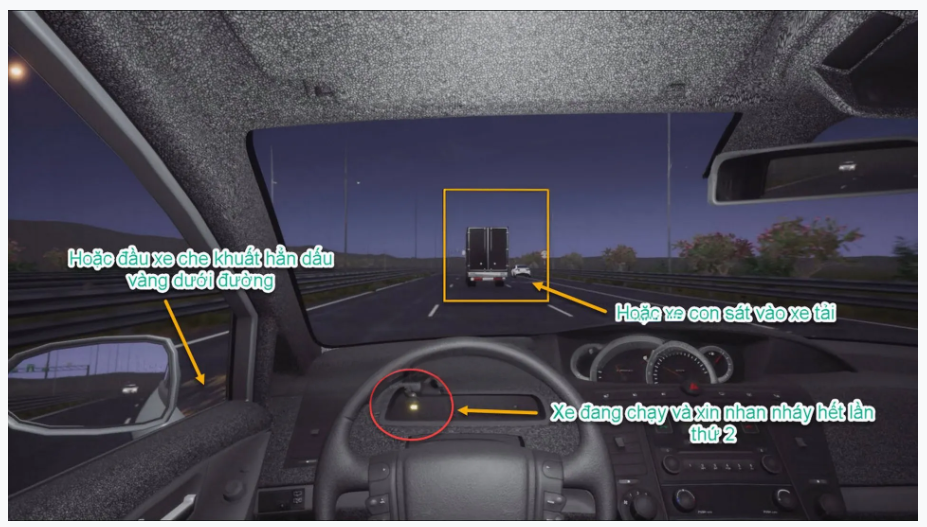 Hoặc đầu xe che khuất hẳn dấu
vàng dưới đường
Hoặc xe con sát vào xe tải
Xe đang chạy và xin nhan nháy hết lần
thứ 2